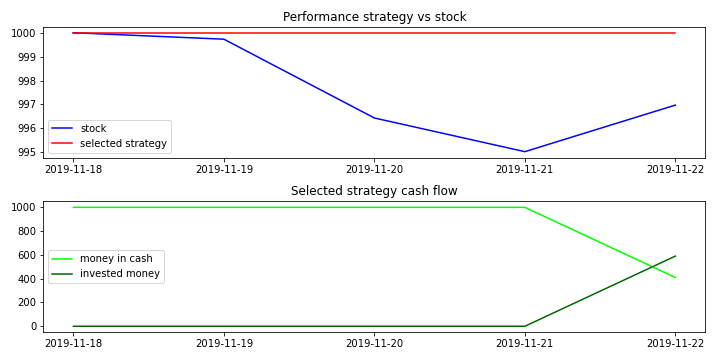 Performance strategy vs stock
1000
999
998
997
996
995
stock
selected strategy
2019-11-18 2019-11-19 2019-11-20 2019-11-21 2019-11-22
Selected strategy cash flow
1000
800
600
400
200
0
money in cash
invested money
2019-11-18 2019-11-19 2019-11-20 2019-11-21 2019-11-22